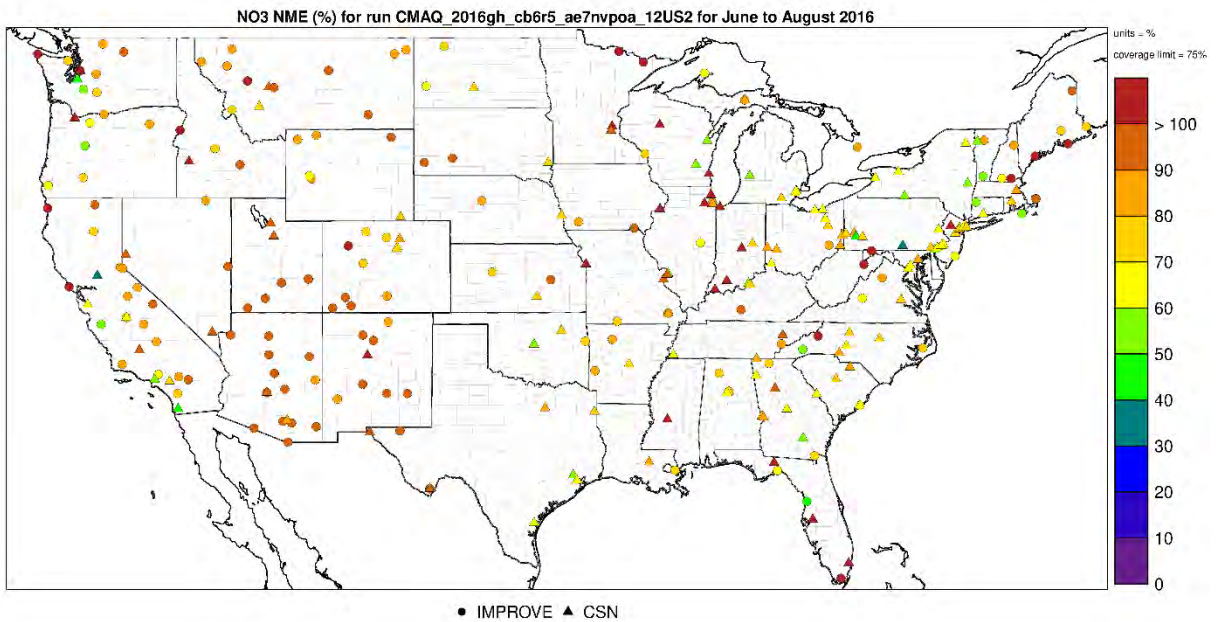 NO3 NME (%) for run CMAQ_2016gh_cb6r5_ae7nvpoa_12US2 for June to August 2016
units = %
coverage limit = 75%
> 100
90
80
70
60
50
40
30
20
10
0
IMPROVE CSN